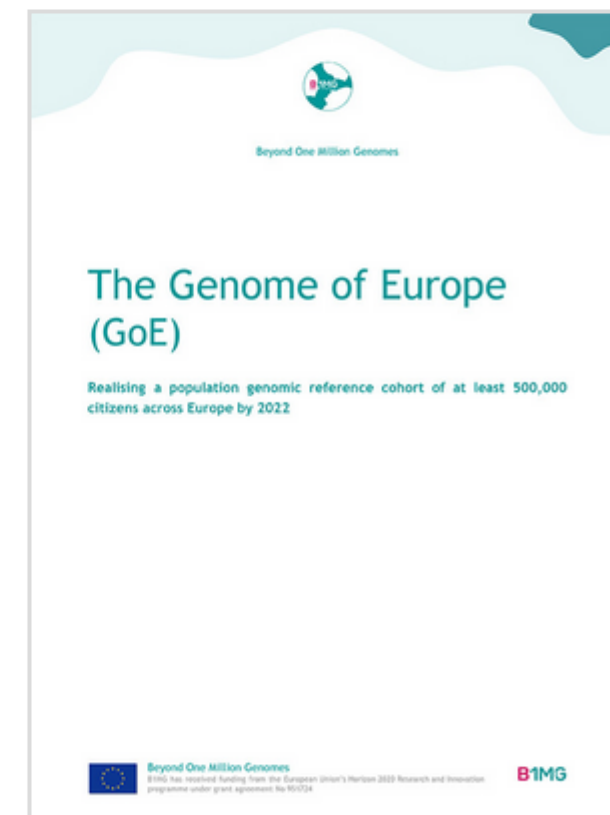 B1MG
Beyond One Million Genomes
The Genome of Europe
(GoE)
Realising a population genomic reference cohort of at least 500,000
citizens across Europe by 2022
Beyond One Million Genomes
B1MG has received funding from the European Union's Horizon 2020 Research and Innovation
programme under grant agreement No 951724
B1MG